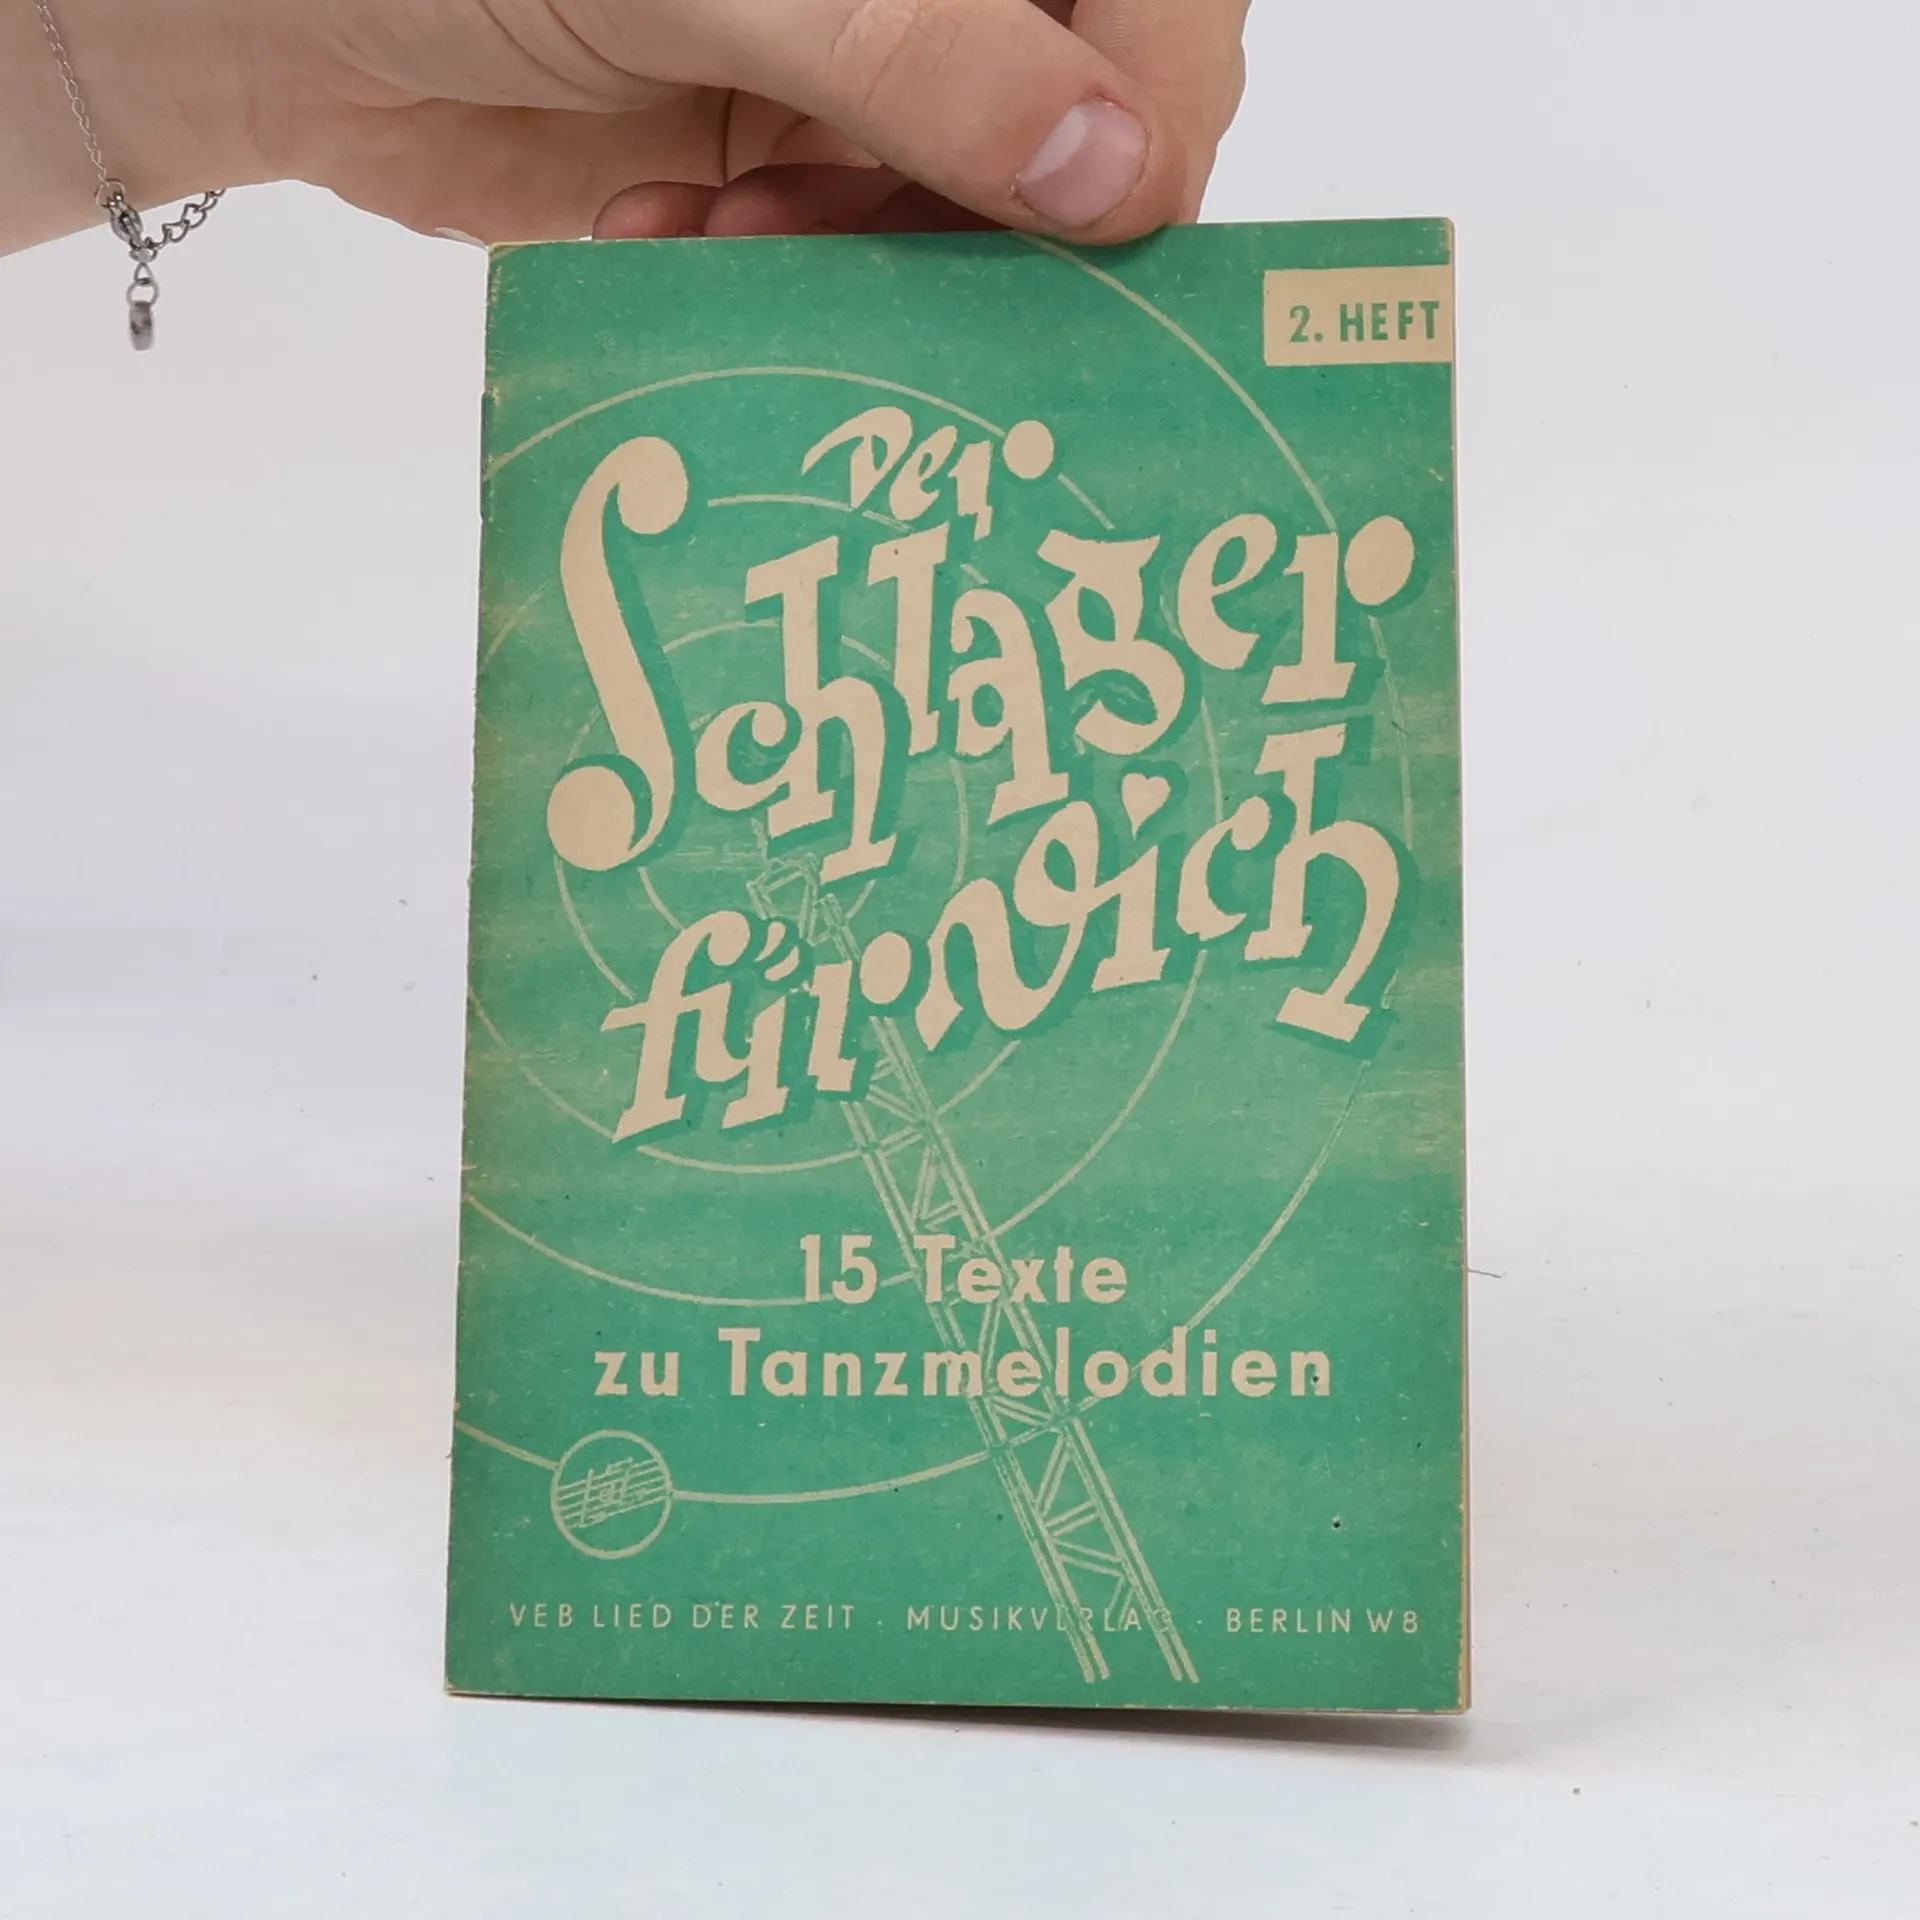 2. HEFT
Der
Schlager
für Dich
15 Texte
zu Tanzmelodien
VEB LIED DER ZEIT · MUSIKVERLAG · BERLIN W8